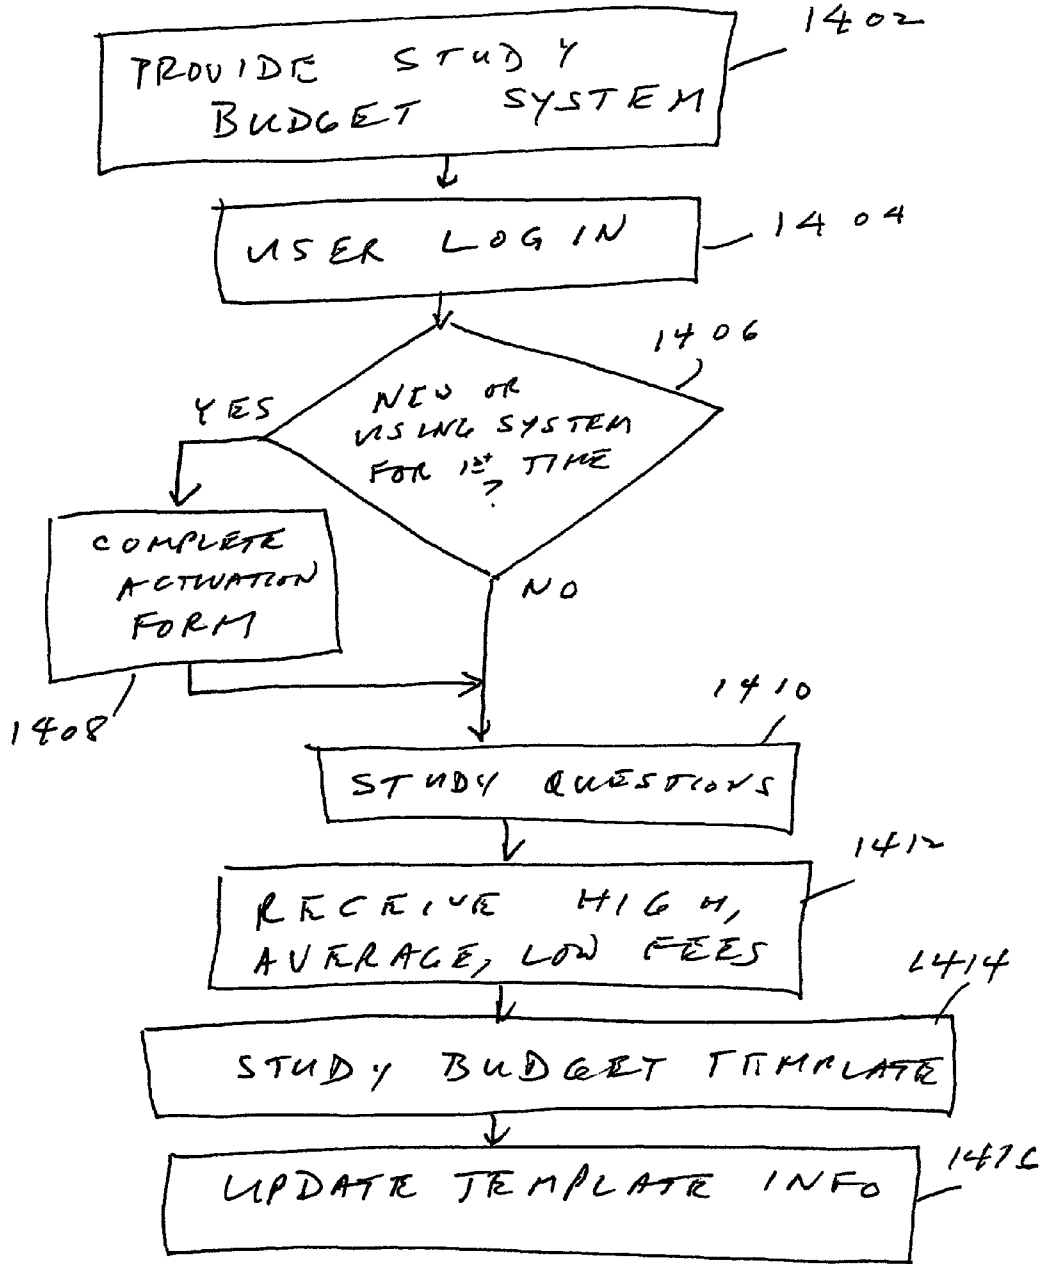 1402
PROVIDE STUDY
BUDGET SYSTEM
1404
USER LOG IN
1406
YES
NEW OR
USING SYSTEM
FOR 1st TIME
?
NO
COMPLETE
ACTIVATION
FORM
1408
1410
STUDY QUESTIONS
1412
RECEIVE HIGH,
AVERAGE, LOW FEES
1414
STUDY BUDGET TEMPLATE
1416
UPDATE TEMPLATE INFO